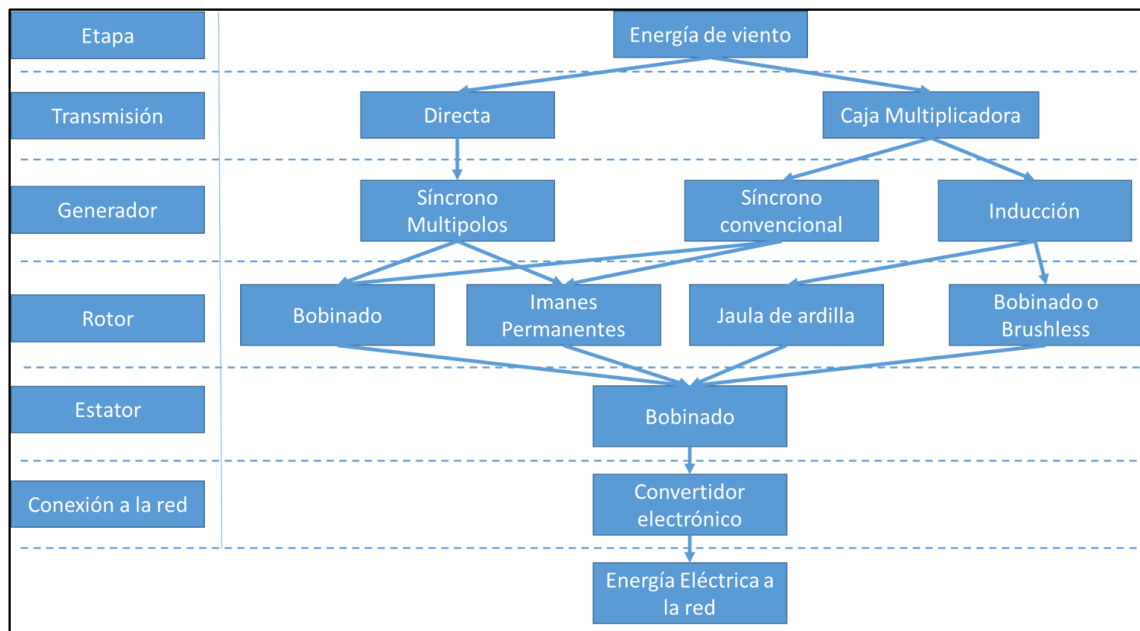 Etapa
Energía de viento
Transmisión
Directa
Caja Multiplicadora
Generador
Síncrono
Multipolos
Síncrono
convencional
Inducción
Rotor
Bobinado
Imanes
Permanentes
Jaula de ardilla
Bobinado o
Brushless
Estator
Bobinado
Conexión a la red
Convertidor
electrónico
Energía Eléctrica a
la red